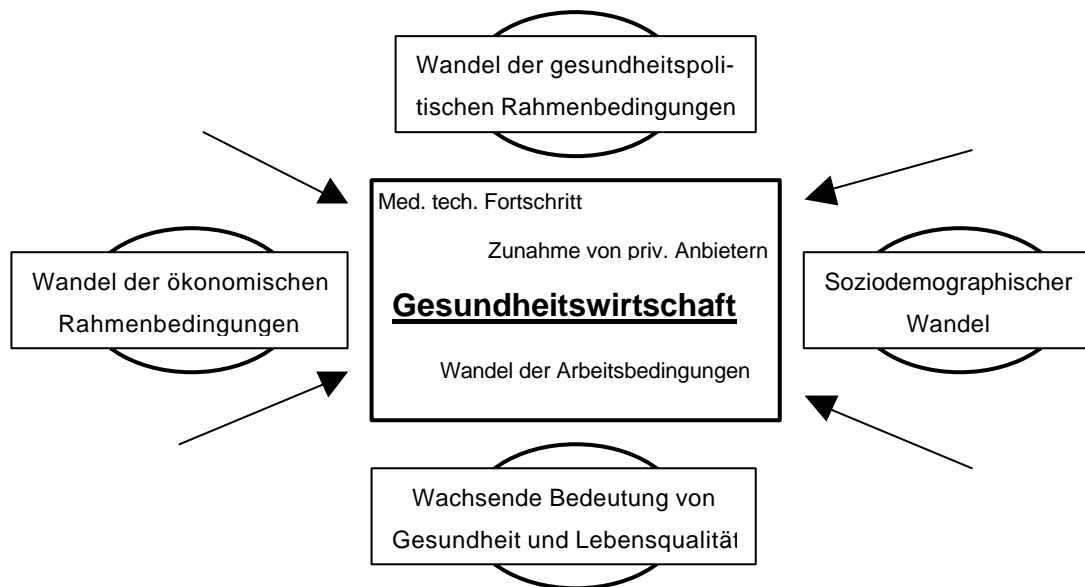 Wandel der gesundheitspoli-
tischen Rahmenbedingungen
Med. tech. Fortschritt
Zunahme von priv. Anbietern
Wandel der ökonomischen
Rahmenbedingungen
Gesundheitswirtschaft
Soziodemographischer
Wandel
Wandel der Arbeitsbedingungen
Wachsende Bedeutung von
Gesundheit und Lebensqualität